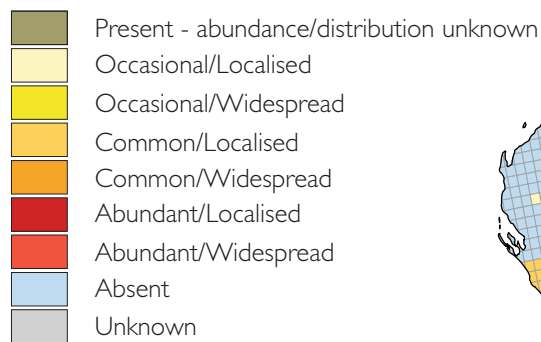 Present - abundance/distribution unknown
Occasional/Localised
Occasional/Widespread
Common/Localised
Common/Widespread
Abundant/Localised
Abundant/Widespread
Absent
Unknown